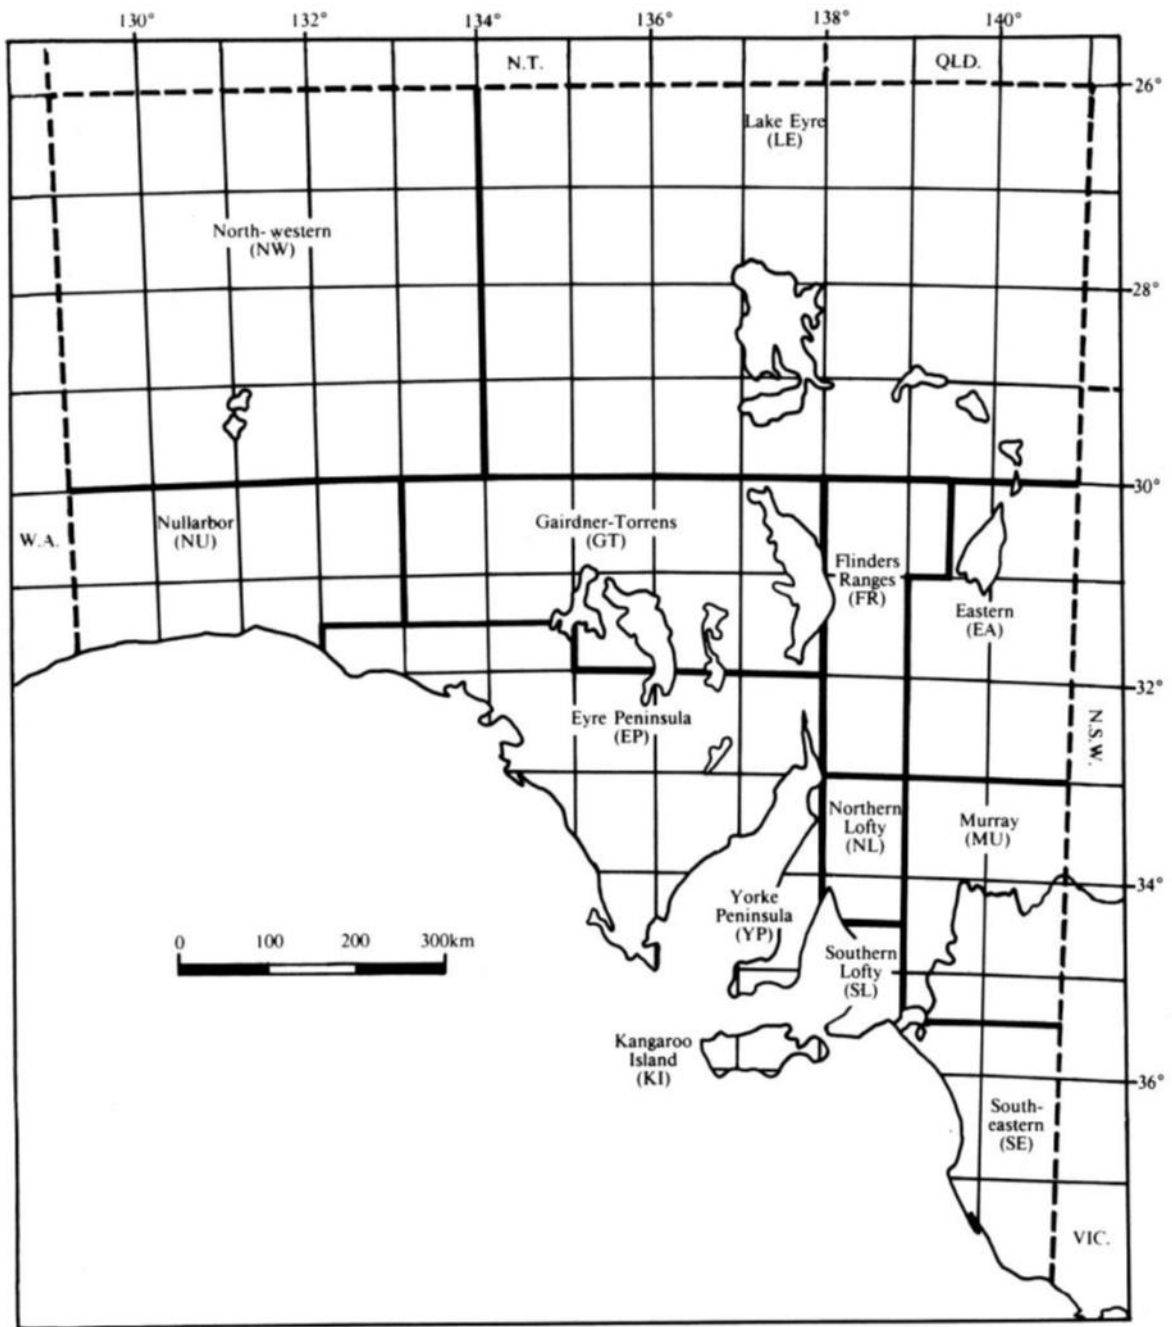 130° 132° 134° 136° 138° 140°
N.T. QLD.
26°
Lake Eyre
(LE)
North-western
(NW)
28°
30°
Nullarbor
(NU)
W.A.
Gairdner-Torrens
(GT)
Flinders
Ranges
(FR)
Eastern
(EA)
32°
Eyre Peninsula
(EP)
N.S.W.
Northern
Lofty
(NL)
Murray
(MU)
34°
Yorke
Peninsula
(YP)
0 100 200 300km
Southern
Lofty
(SL)
Kangaroo
Island
(KI)
36°
South-
eastern
(SE)
VIC.